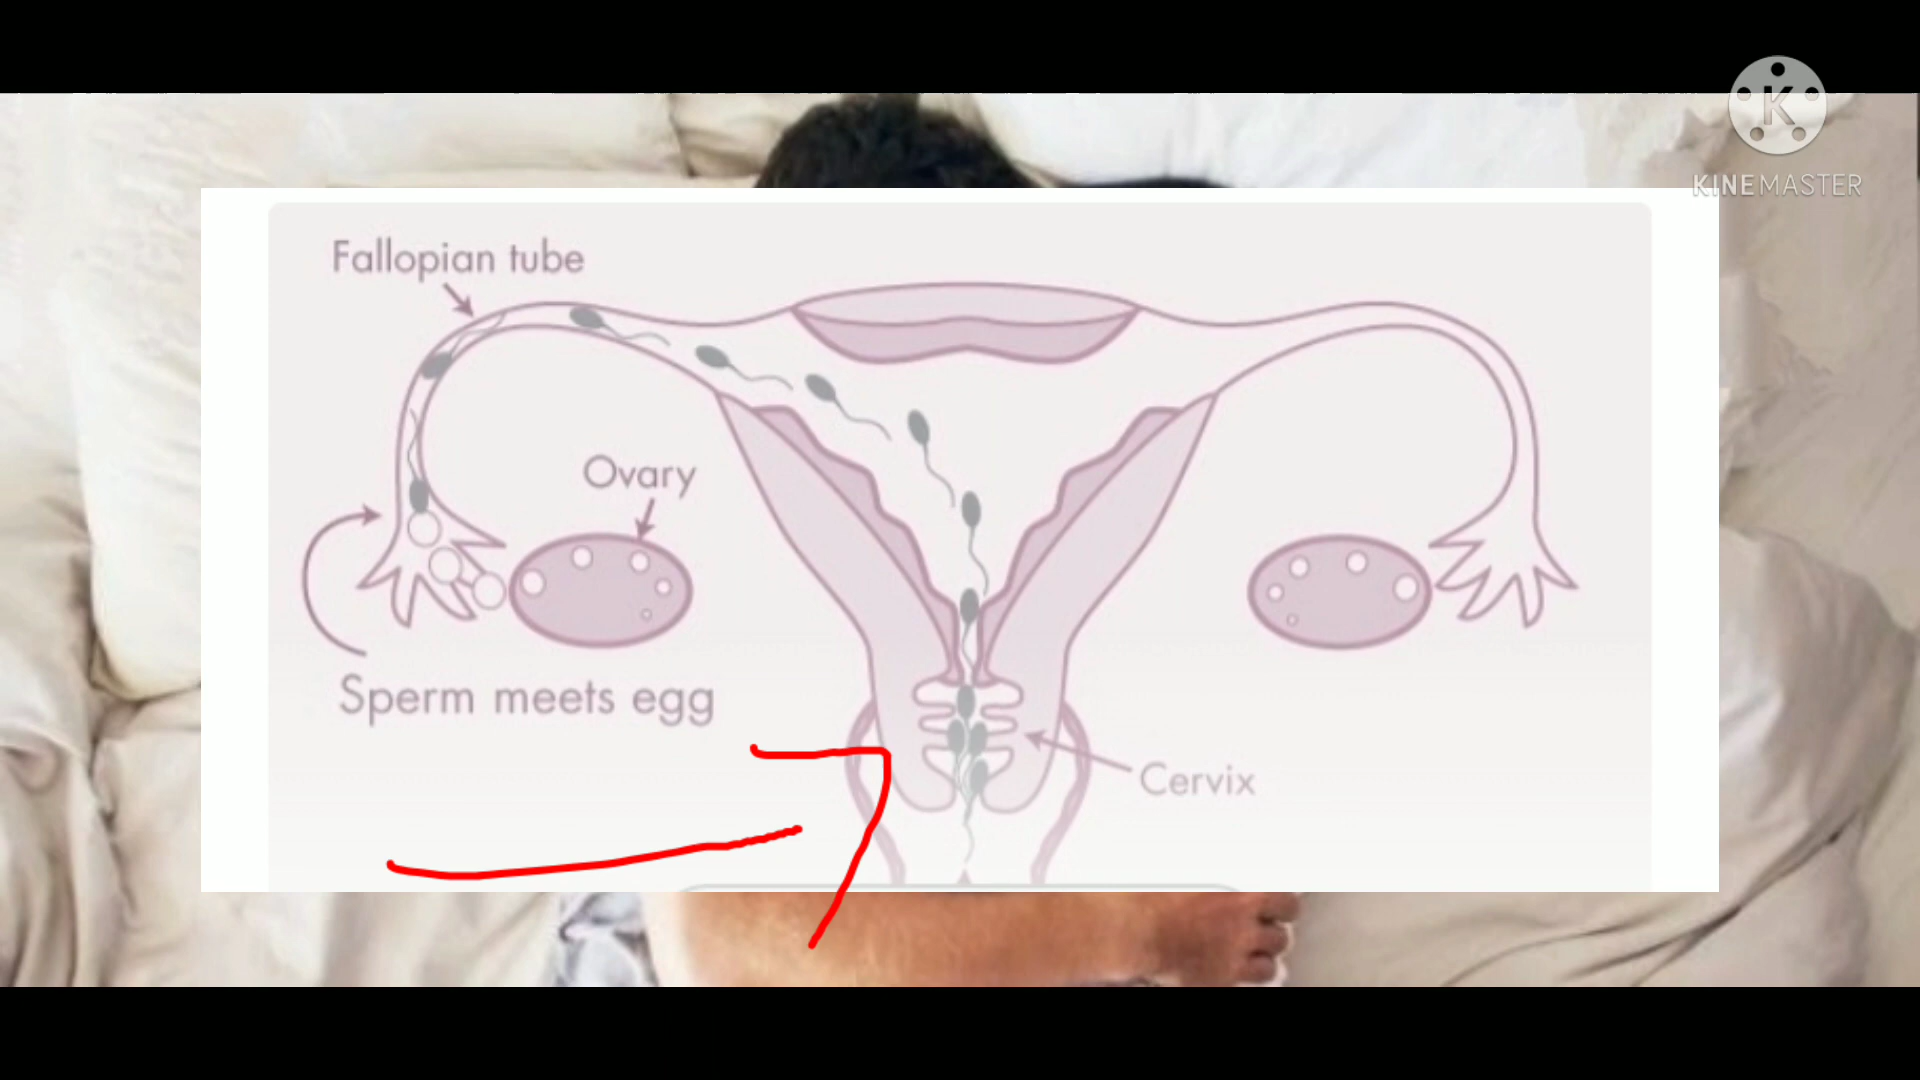 KINEMASTER
Fallopian tube
Ovary
Sperm meets egg
Cervix